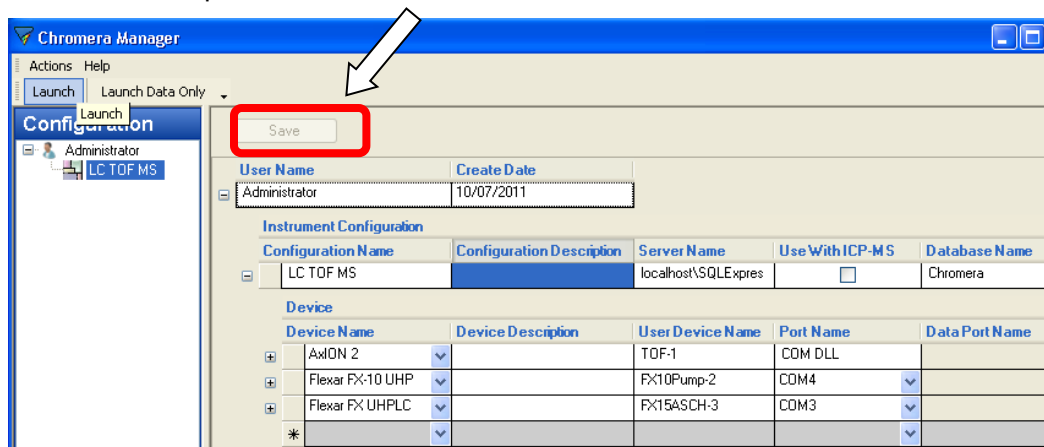 Chromera Manager
Actions Help
Launch Launch Data Only
Launch
Configuration
Administrator
LC TOF MS
Save
User Name Create Date
Administrator 10/07/2011
Instrument Configuration
Configuration Name Configuration Description Server Name Use With ICP-MS Database Name
LC TOF MS localhost\SQLExpres Chromera
Device
Device Name Device Description User Device Name Port Name Data Port Name
AxION 2 TOF-1 COM DLL
Flexar FX-10 UHP FX10Pump-2 COM4
Flexar FX UHPLC FX15ASCH-3 COM3
*